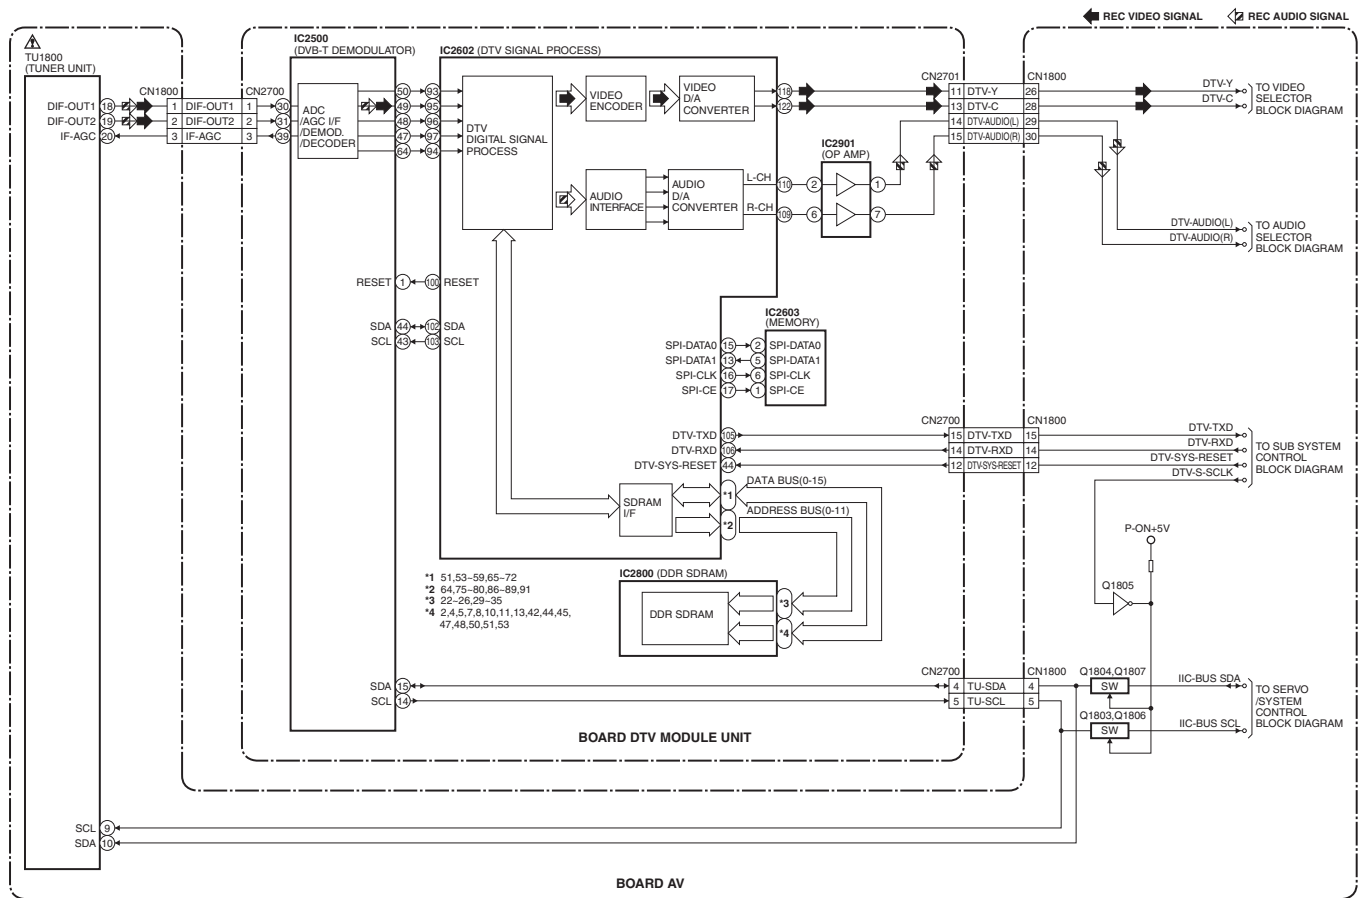 REC VIDEO SIGNAL
REC AUDIO SIGNAL
TU1800
(TUNER UNIT)
DIF-OUT1 18
DIF-OUT2 19
IF-AGC 20
CN1800
CN2700
1 DIF-OUT1 1
2 DIF-OUT2 2
3 IF-AGC 3
IC2500
(DVB-T DEMODULATOR)
30
31
39
ADC
/AGC I/F
/DEMOD.
/DECODER
50 93
49 95
48 96
47 97
64 94
IC2602 (DTV SIGNAL PROCESS)
DTV
DIGITAL SIGNAL
PROCESS
VIDEO
ENCODER
VIDEO
D/A
CONVERTER
118
122
AUDIO
INTERFACE
AUDIO
D/A
CONVERTER
L-CH 110
R-CH 109
IC2901
(OP AMP)
2 1
6 7
CN2701 CN1800
11 DTV-Y 26
13 DTV-C 28
14 DTV-AUDIO(L) 29
15 DTV-AUDIO(R) 30
DTV-Y
DTV-C
TO VIDEO
SELECTOR
BLOCK DIAGRAM
DTV-AUDIO(L)
DTV-AUDIO(R)
TO AUDIO
SELECTOR
BLOCK DIAGRAM
RESET 1 100 RESET
SDA 44 102 SDA
SCL 43 103 SCL
IC2603
(MEMORY)
SPI-DATA0 15 2 SPI-DATA0
SPI-DATA1 13 5 SPI-DATA1
SPI-CLK 16 6 SPI-CLK
SPI-CE 17 1 SPI-CE
CN2700 CN1800
DTV-TXD 105 15 DTV-TXD 15
DTV-RXD 106 14 DTV-RXD 14
DTV-SYS-RESET 44 12 DTV-SYS-RESET 12
DTV-TXD
DTV-RXD
DTV-SYS-RESET
DTV-S-SCLK
TO SUB SYSTEM
CONTROL
BLOCK DIAGRAM
SDRAM
I/F
*1
DATA BUS(0-15)
*2
ADDRESS BUS(0-11)
P-ON+5V
Q1805
*1 51,53~59,65~72
*2 64,75~80,86~89,91
*3 22~26,29~35
*4 2,4,5,7,8,10,11,13,42,44,45,
47,48,50,51,53
IC2800 (DDR SDRAM)
DDR SDRAM
*3
*4
CN2700 CN1800
SDA 15 4 TU-SDA 4
SCL 14 5 TU-SCL 5
Q1804,Q1807
SW
Q1803,Q1806
SW
IIC-BUS SDA
IIC-BUS SCL
TO SERVO
/SYSTEM
CONTROL
BLOCK DIAGRAM
BOARD DTV MODULE UNIT
SCL 9
SDA 10
BOARD AV